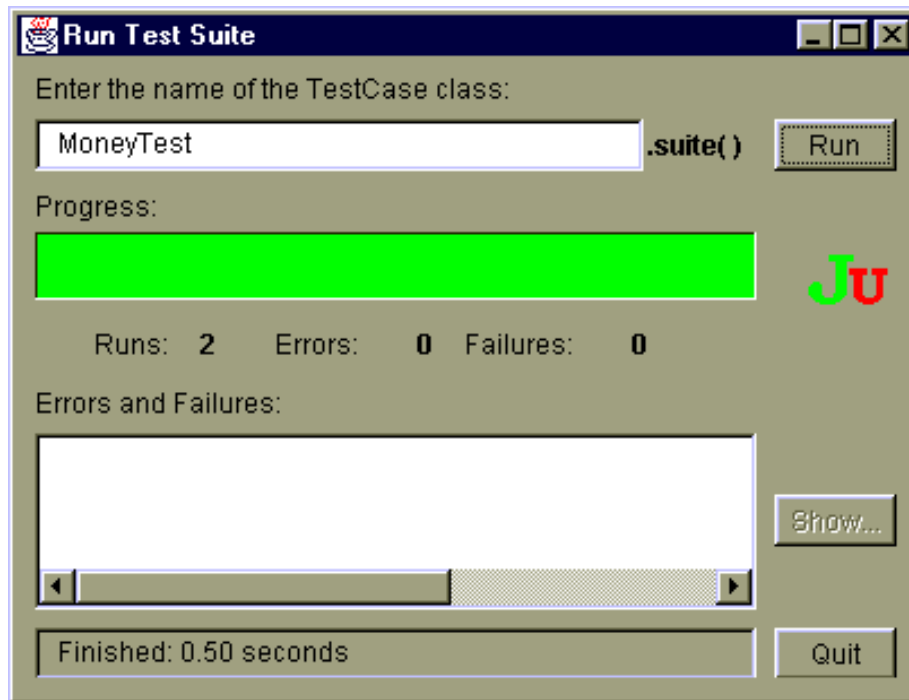 Run Test Suite
Enter the name of the TestCase class:
MoneyTest .suite( ) Run
Progress:
JU
Runs: 2 Errors: 0 Failures: 0
Errors and Failures:
Show...
Finished: 0.50 seconds Quit